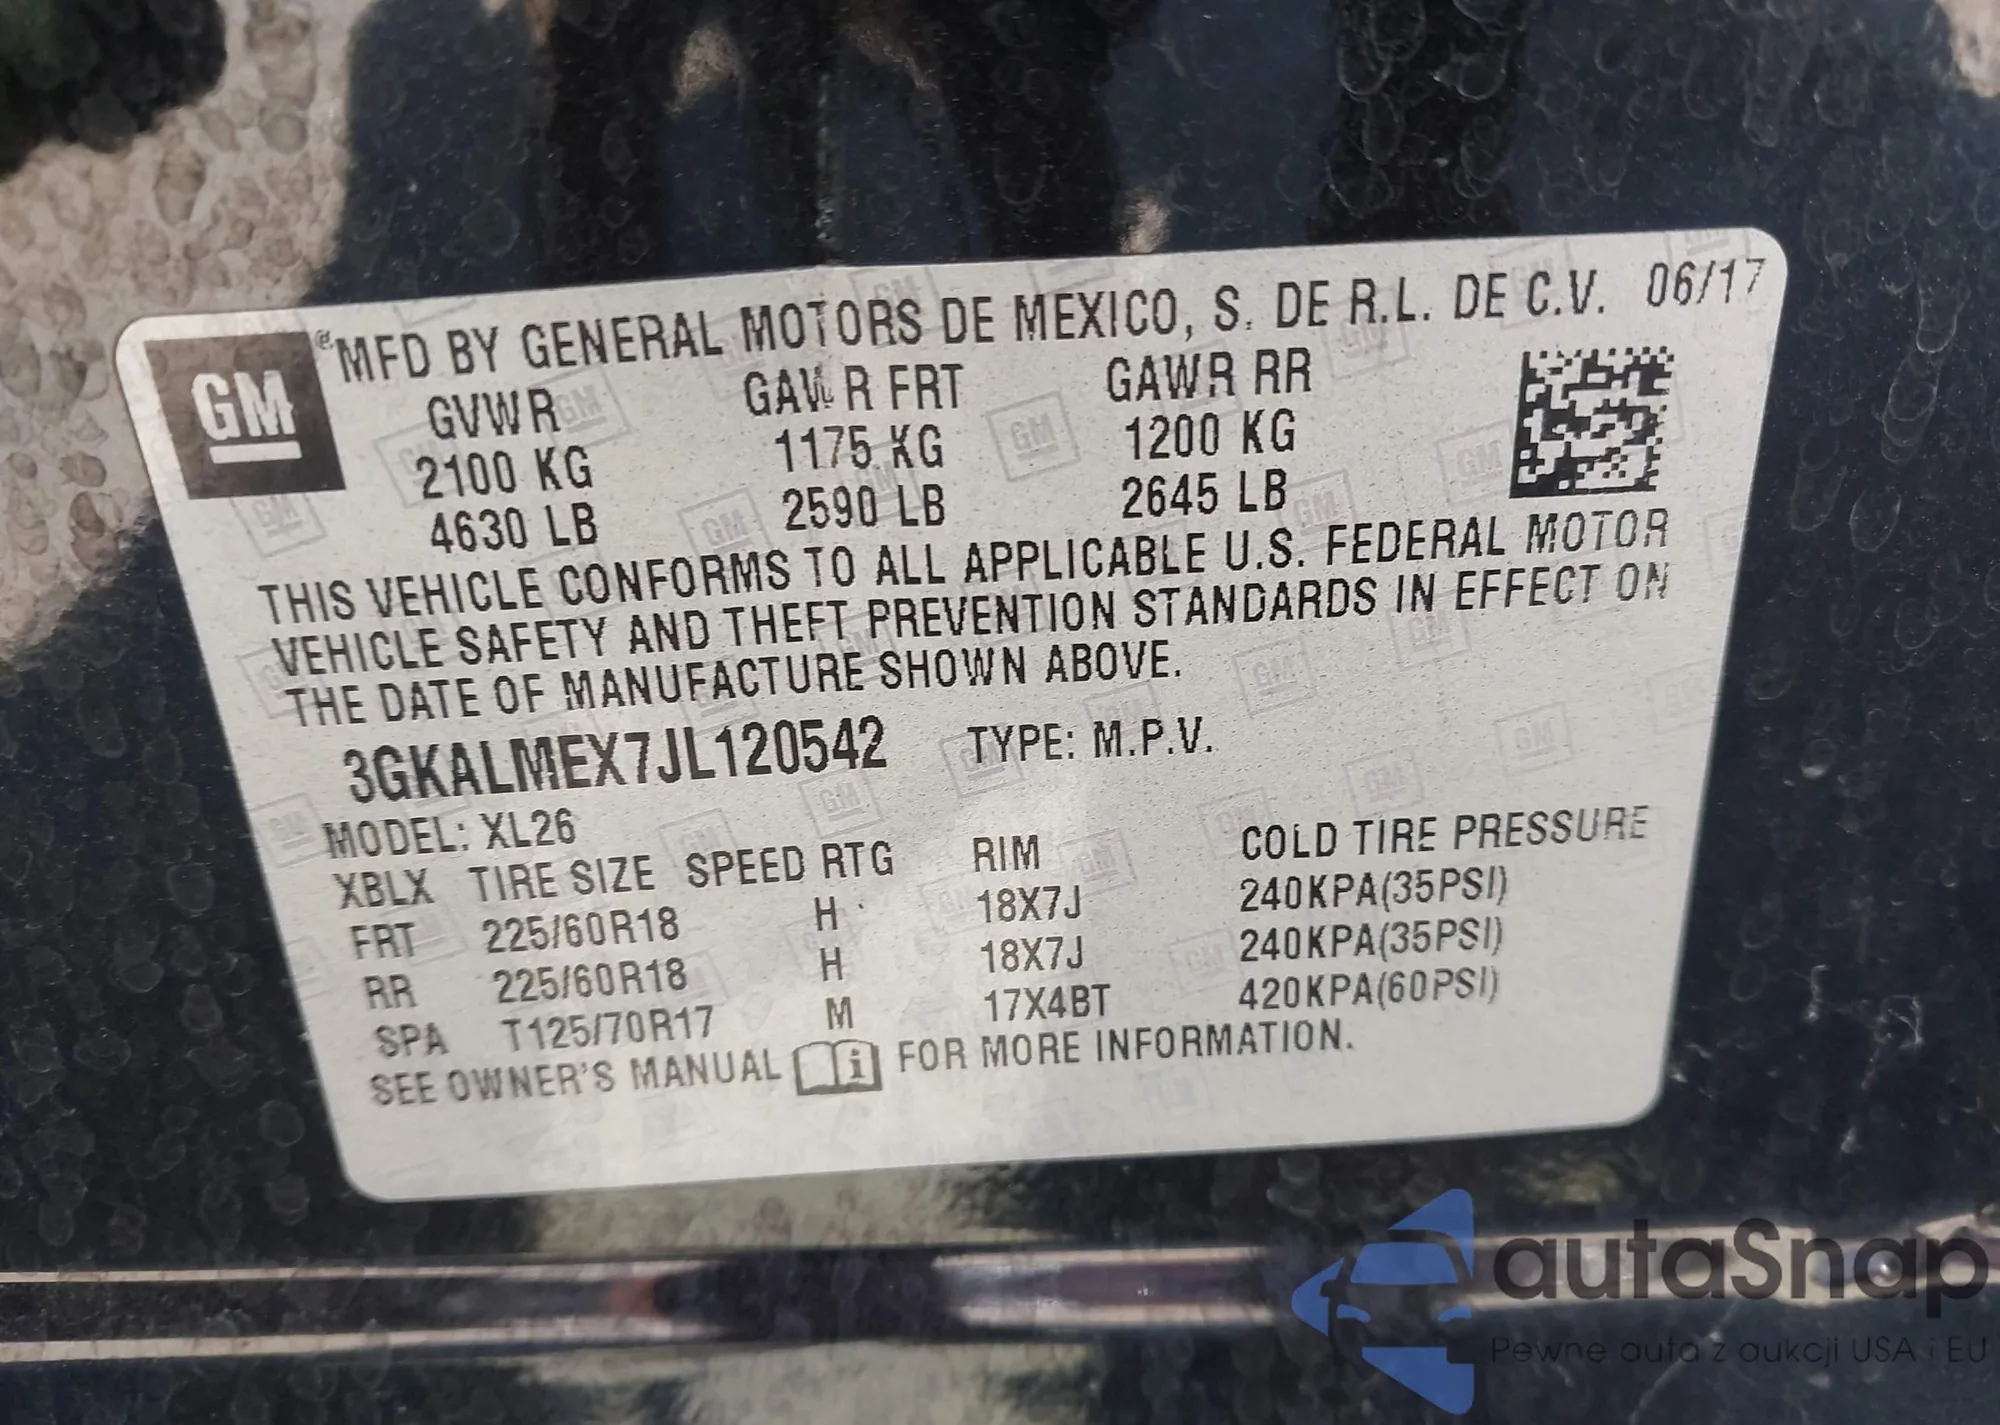 GM
®MFD BY GENERAL MOTORS DE MEXICO, S. DE R.L. DE C.V. 06/17
GVWR GAWR FRT GAWR RR
2100 KG 1175 KG 1200 KG
4630 LB 2590 LB 2645 LB
THIS VEHICLE CONFORMS TO ALL APPLICABLE U.S. FEDERAL MOTOR
VEHICLE SAFETY AND THEFT PREVENTION STANDARDS IN EFFECT ON
THE DATE OF MANUFACTURE SHOWN ABOVE.
3GKALMEX7JL120542 TYPE: M.P.V.
MODEL: XL26
XBLX TIRE SIZE SPEED RTG RIM COLD TIRE PRESSURE
FRT 225/60R18 H 18X7J 240KPA(35PSI)
RR 225/60R18 H 18X7J 240KPA(35PSI)
SPA T125/70R17 M 17X4BT 420KPA(60PSI)
SEE OWNER'S MANUAL i FOR MORE INFORMATION.
autaSnap
Pewne auta z aukcji USA i EU